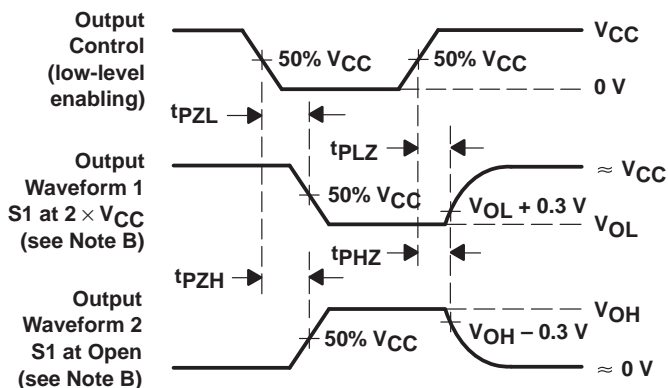 Output
Control
(low-level
enabling)
VCC
50% VCC
50% VCC
0 V
tPZL
tPLZ
Output
Waveform 1
S1 at 2 × VCC
(see Note B)
≈ VCC
50% VCC
VOL + 0.3 V
VOL
tPZH
tPHZ
Output
Waveform 2
S1 at Open
(see Note B)
VOH
50% VCC
VOH – 0.3 V
≈ 0 V